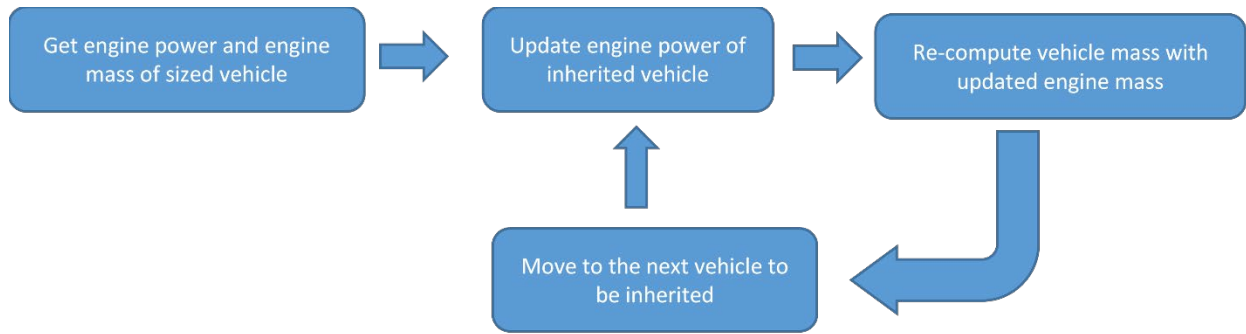 Get engine power and engine
mass of sized vehicle
Update engine power of
inherited vehicle
Re-compute vehicle mass with
updated engine mass
Move to the next vehicle to
be inherited